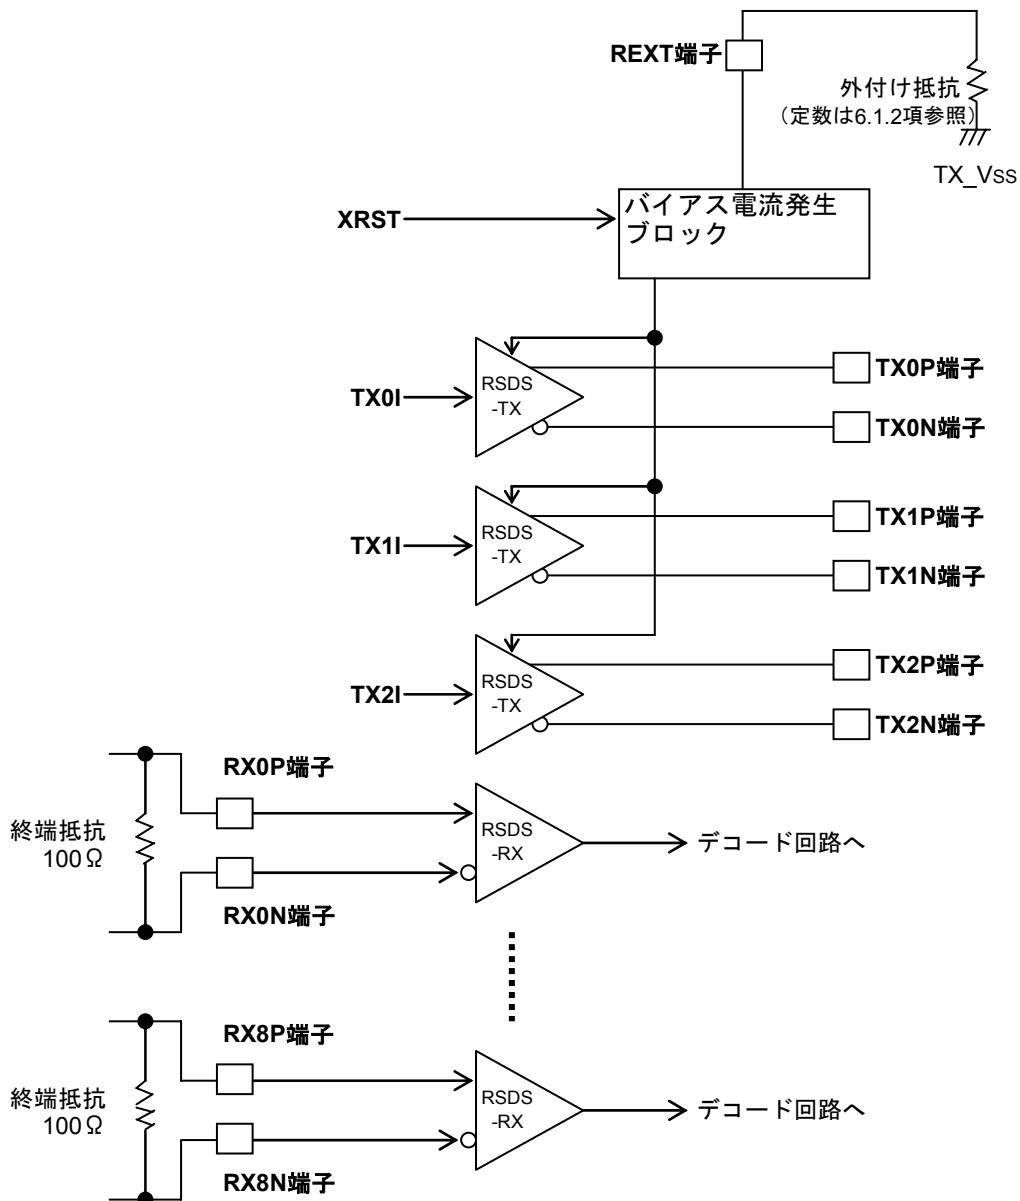 REXT端子
外付け抵抗
（定数は6.1.2項参照）
TX_VSS
XRST
バイアス電流発生
ブロック
RSDS
-TX
TX0I
TX0P端子
TX0N端子
RSDS
-TX
TX1I
TX1P端子
TX1N端子
RSDS
-TX
TX2I
TX2P端子
TX2N端子
RX0P端子
終端抵抗
100Ω
RSDS
-RX
デコード回路へ
RX0N端子
RX8P端子
終端抵抗
100Ω
RSDS
-RX
デコード回路へ
RX8N端子